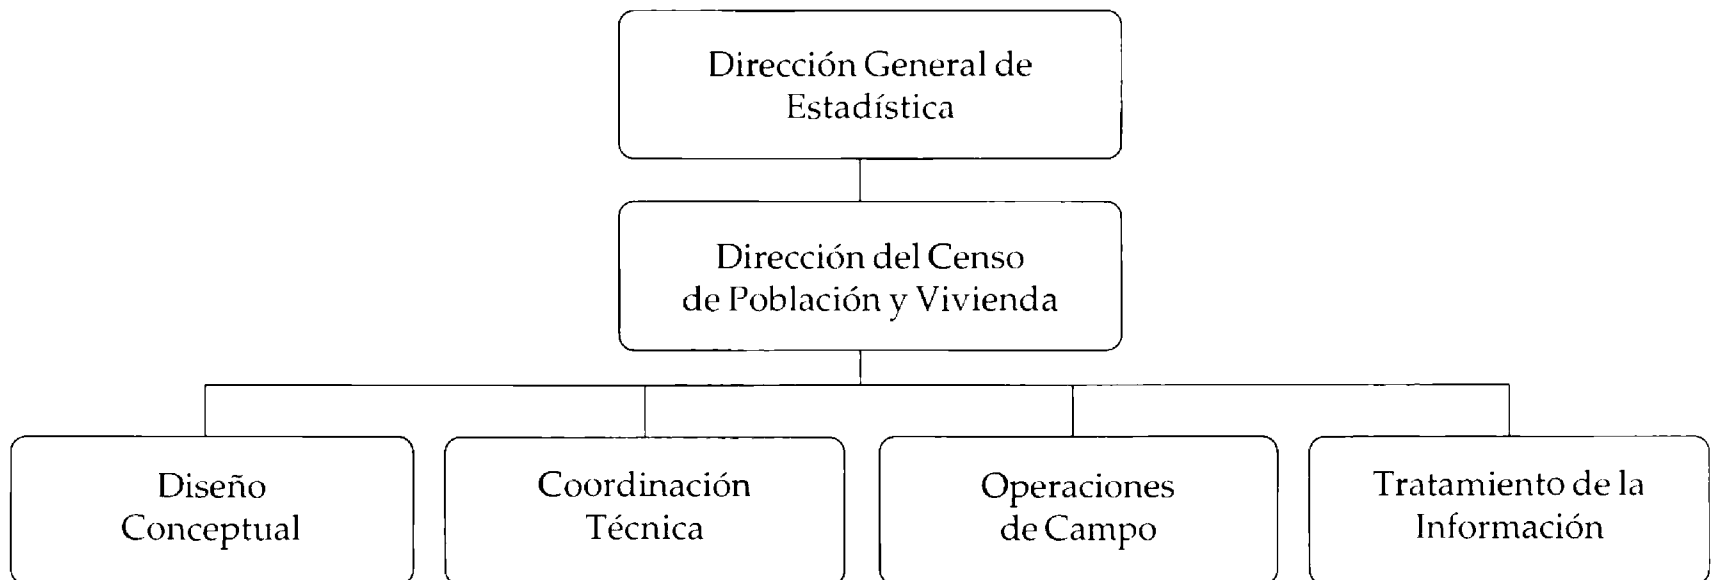 Dirección General de
Estadística
Dirección del Censo
de Población y Vivienda
Diseño
Conceptual
Coordinación
Técnica
Operaciones
de Campo
Tratamiento de la
Información